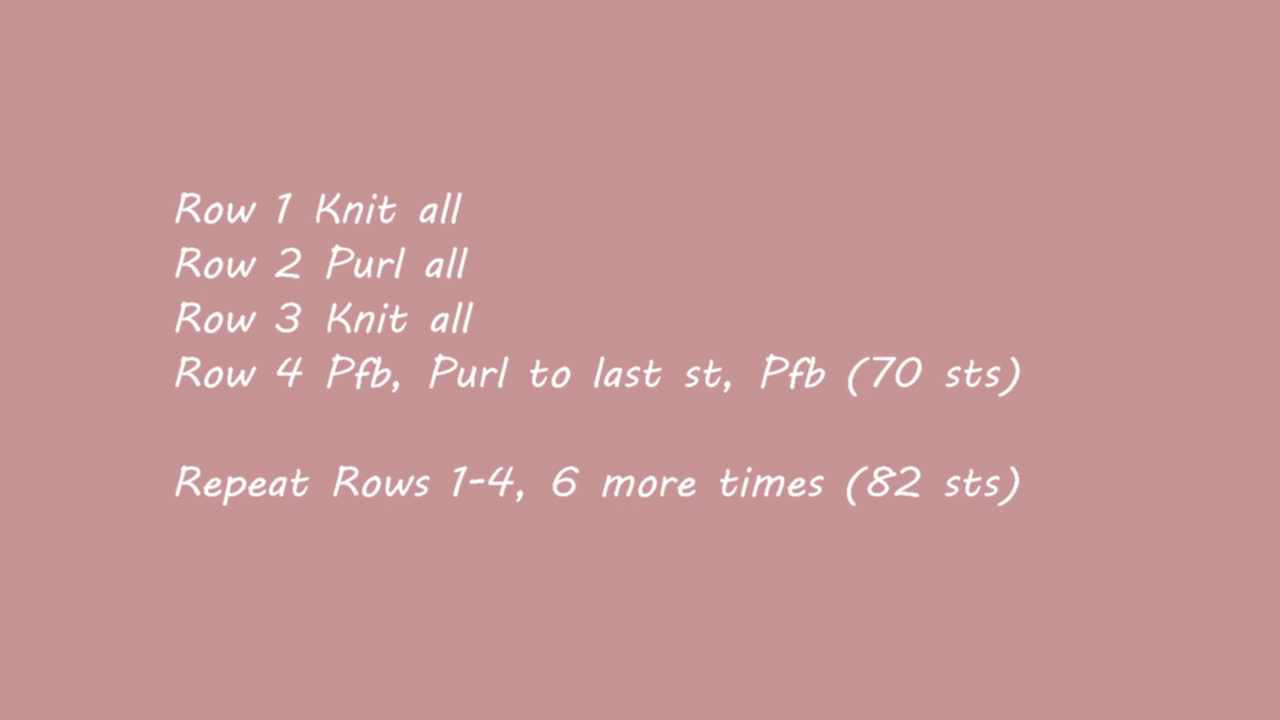 Row 1 Knit all
Row 2 Purl all
Row 3 Knit all
Row 4 Pfb, Purl to last st, Pfb (70 sts)
Repeat Rows 1-4, 6 more times (82 sts)